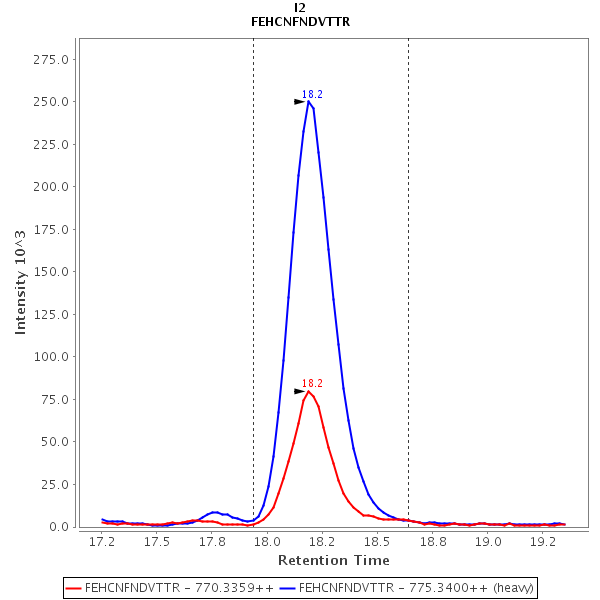 I2
FEHCNFNDVTTR
275.0
250.0
225.0
200.0
175.0
150.0
125.0
100.0
75.0
50.0
25.0
0.0
Intensity 10^3
18.2
18.2
17.2 17.5 17.8 18.0 18.2 18.5 18.8 19.0 19.2
Retention Time
FEHCNFNDVTTR - 770.3359++ FEHCNFNDVTTR - 775.3400++ (heavy)